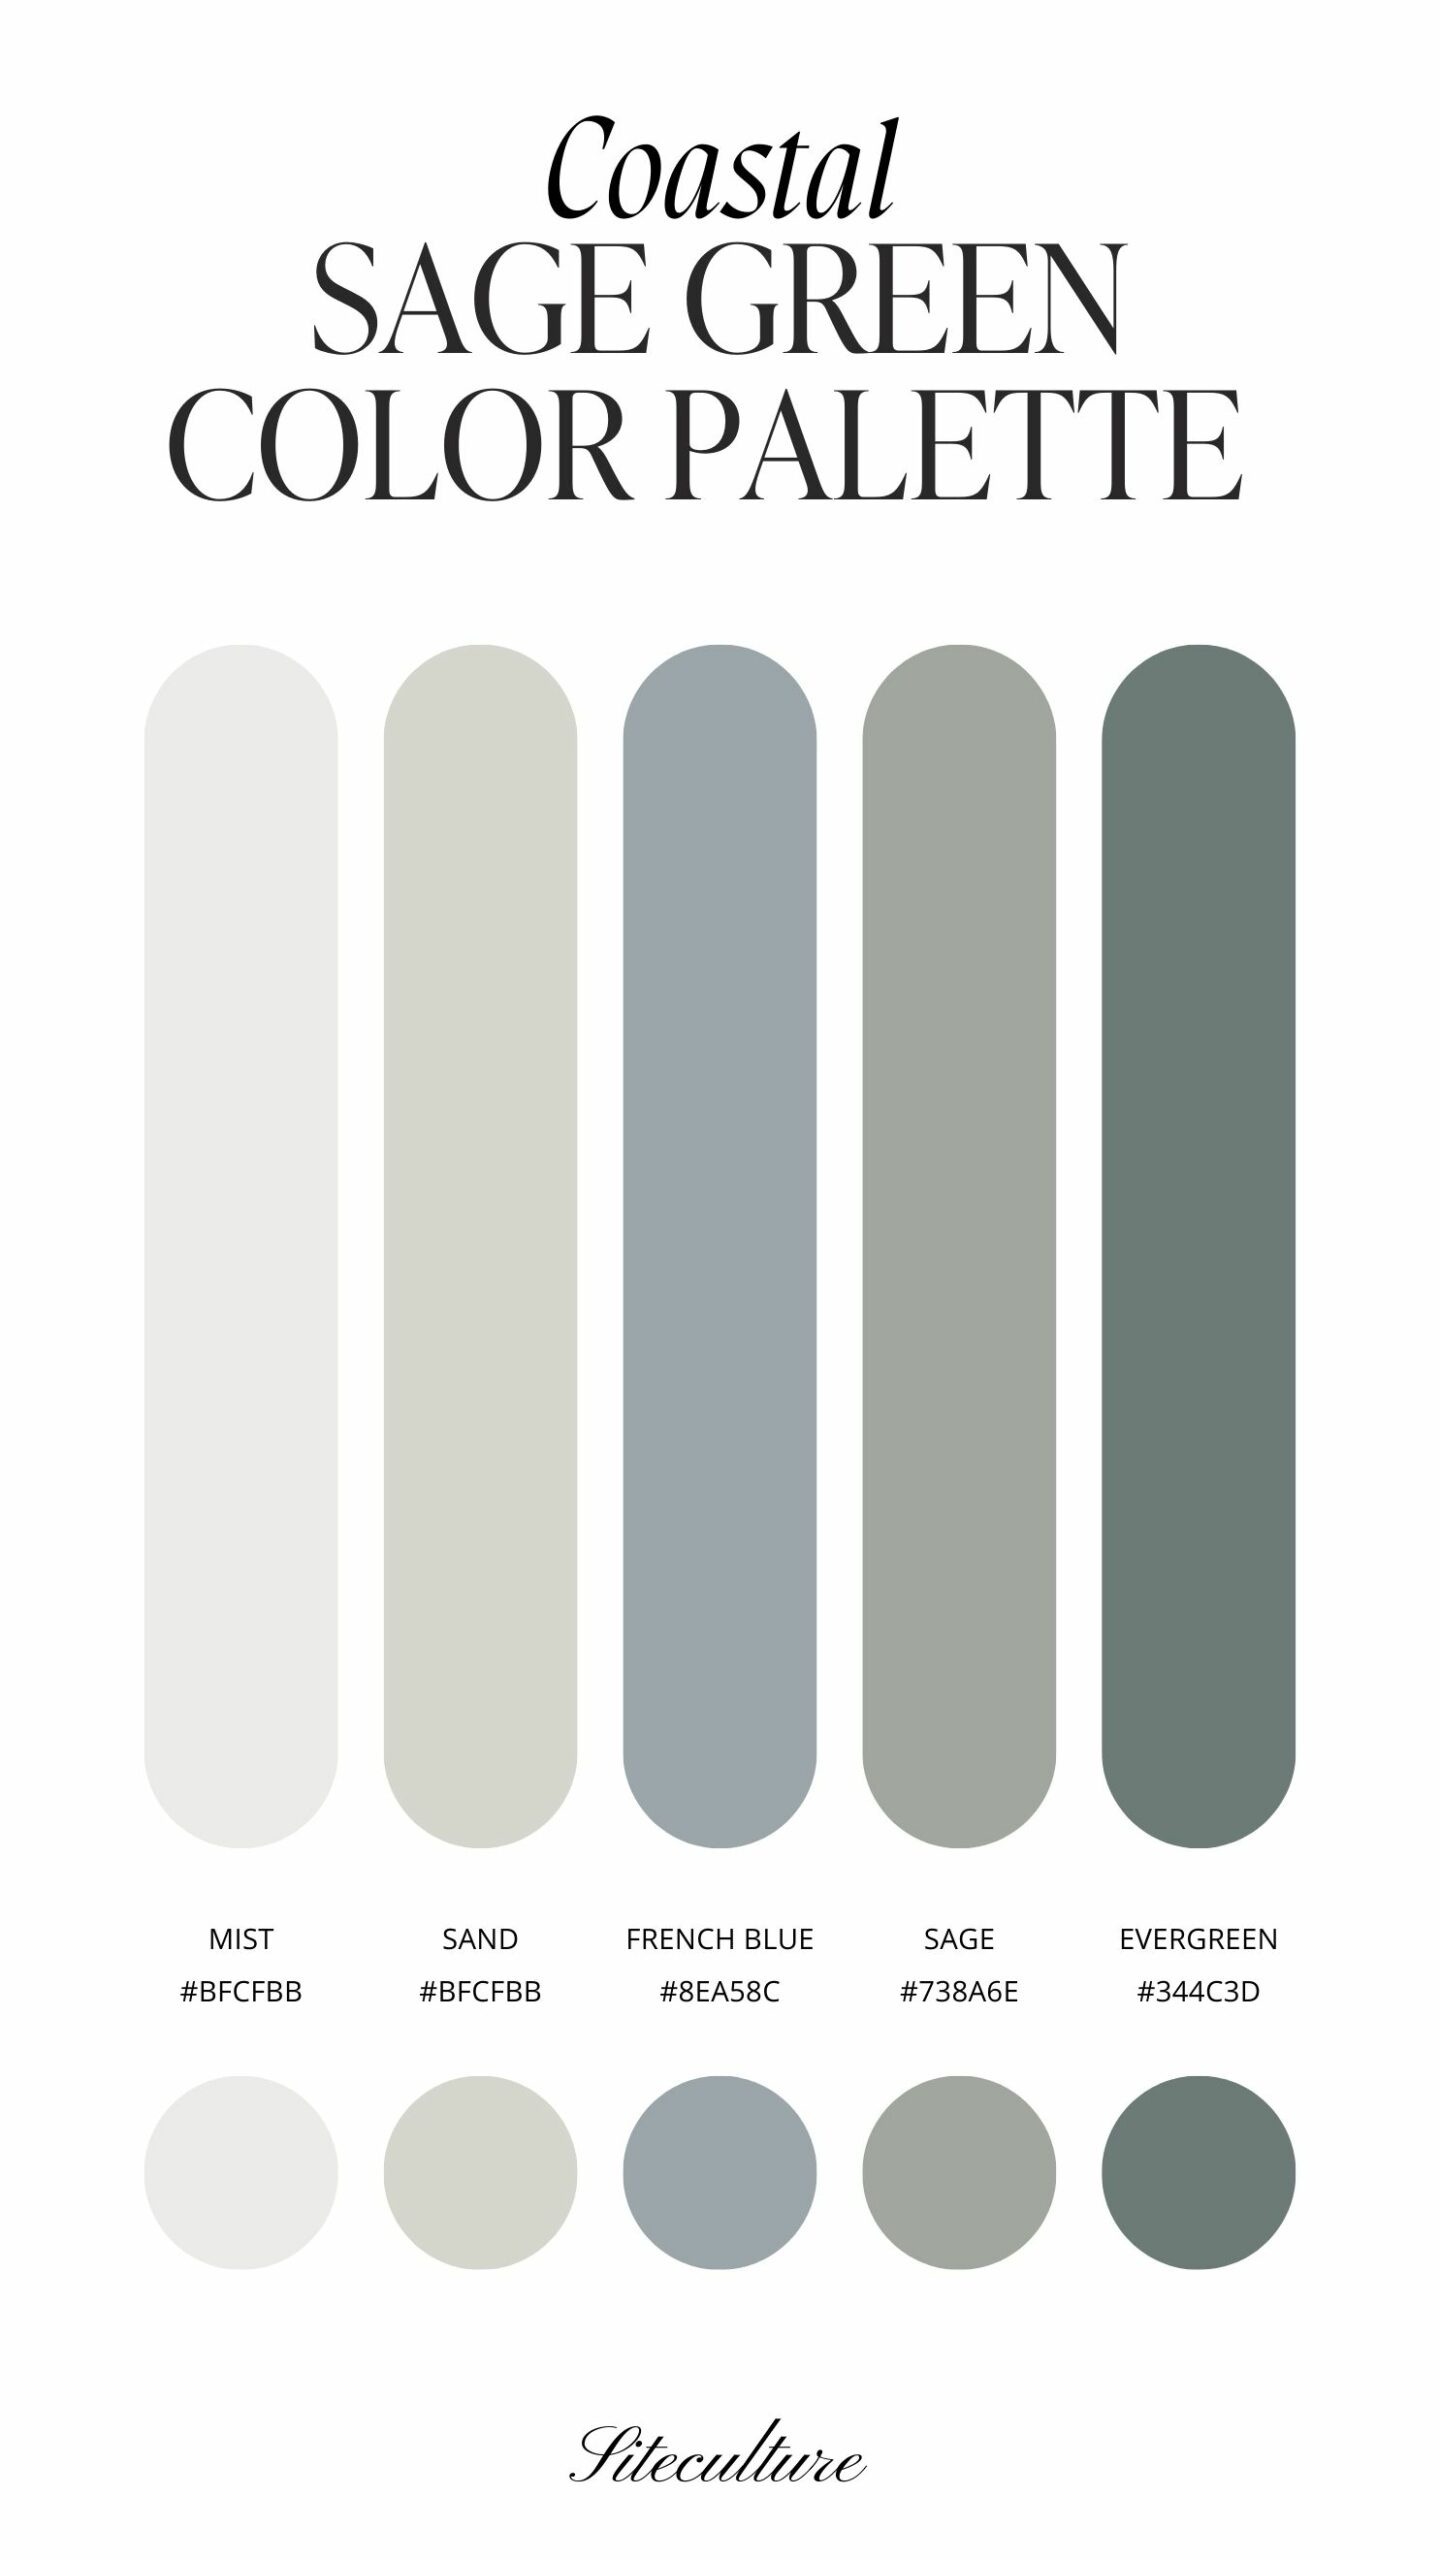 Coastal
SAGE GREEN
COLOR PALETTE
MIST
#BFCFBB
SAND
#BFCFBB
FRENCH BLUE
#8EA58C
SAGE
#738A6E
EVERGREEN
#344C3D
Siteculture